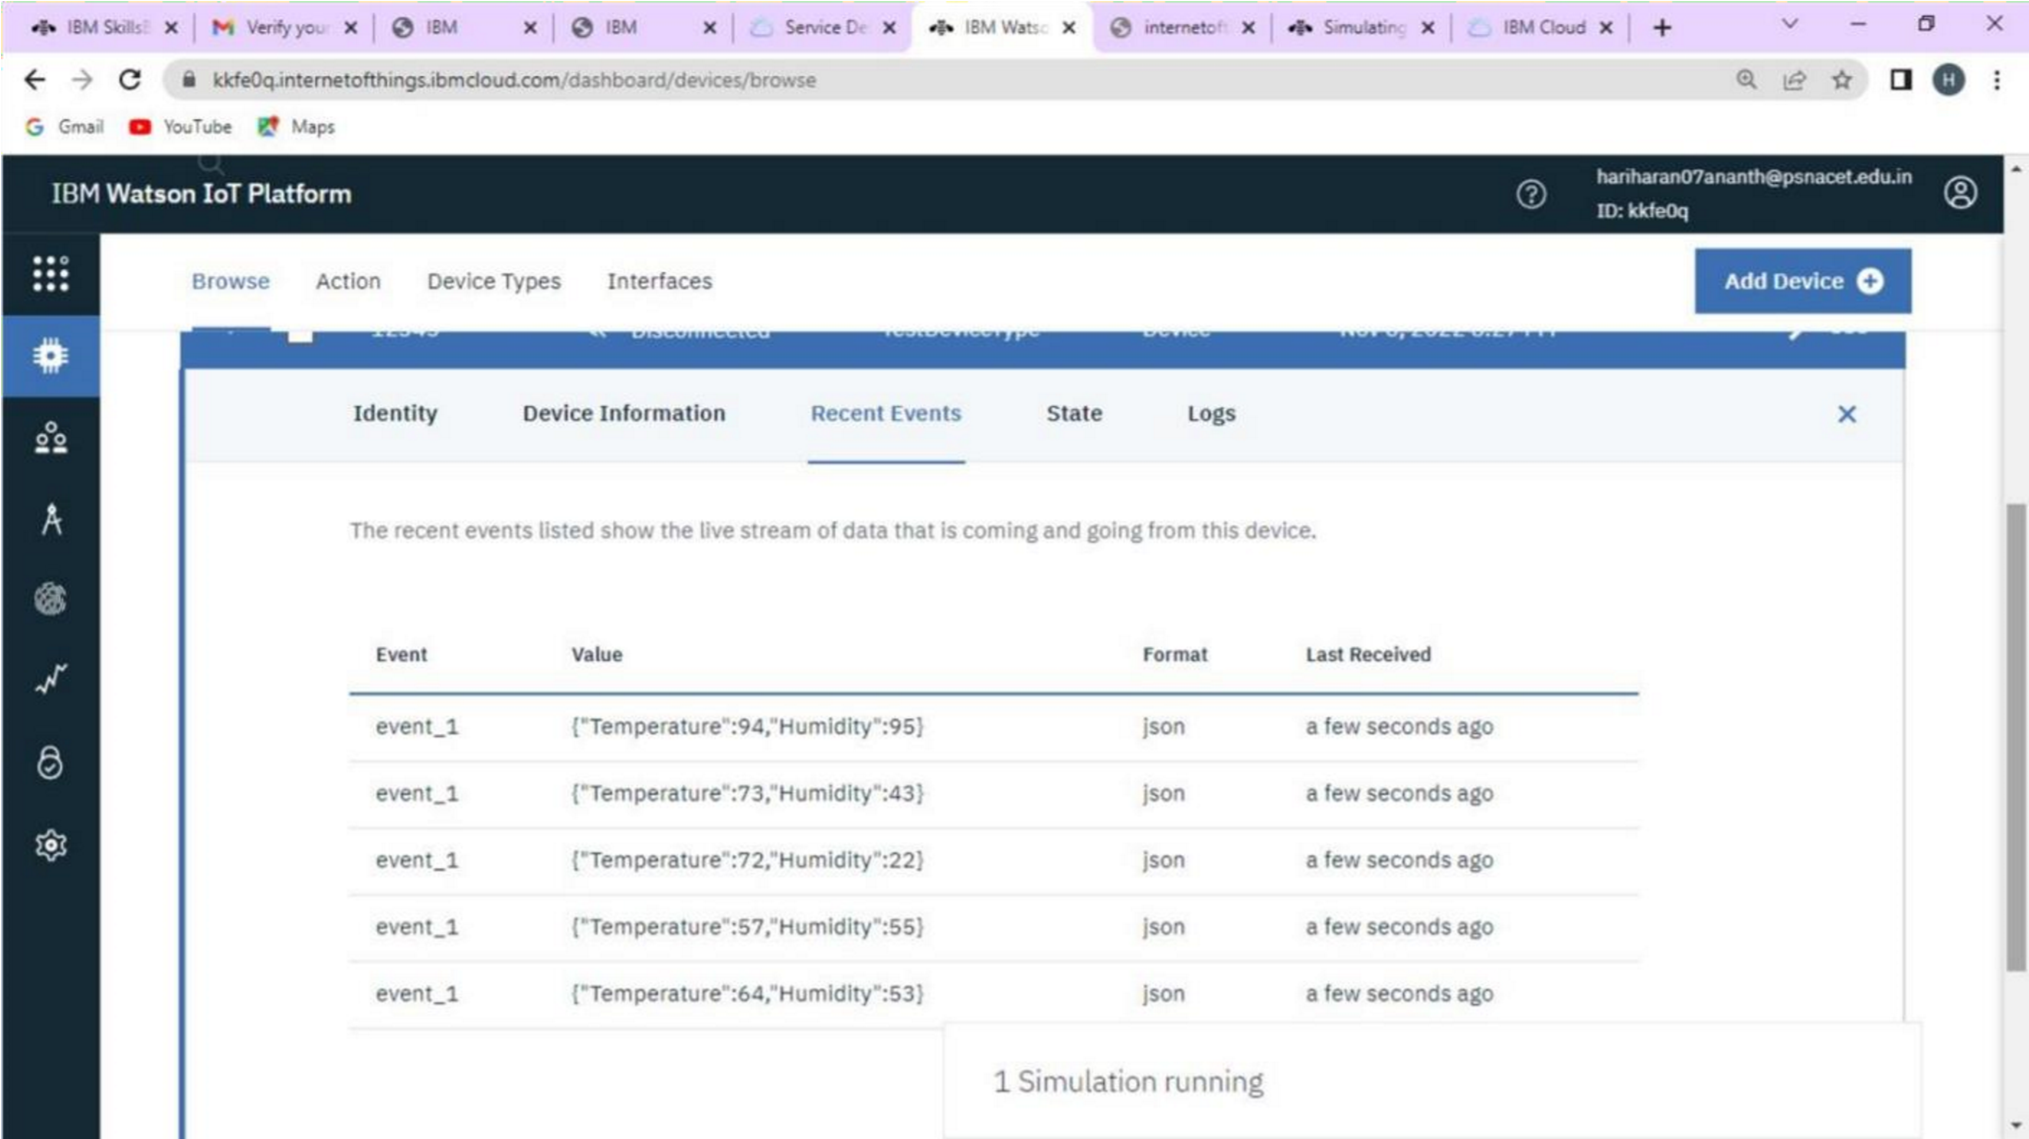 IBM Skills Verify your IBM IBM Service De IBM Watso internetoft Simulating IBM Cloud
kkfe0q.internetofthings.ibmcloud.com/dashboard/devices/browse
H
Gmail YouTube Maps
IBM Watson IoT Platform
hariharan07ananth@psnacet.edu.in
ID: kkfe0q
Browse Action Device Types Interfaces Add Device
12345 Disconnected TestDeviceType Device
Identity Device Information Recent Events State Logs
The recent events listed show the live stream of data that is coming and going from this device.
Event Value Format Last Received
event_1 {"Temperature":94,"Humidity":95} json a few seconds ago
event_1 {"Temperature":73,"Humidity":43} json a few seconds ago
event_1 {"Temperature":72,"Humidity":22} json a few seconds ago
event_1 {"Temperature":57,"Humidity":55} json a few seconds ago
event_1 {"Temperature":64,"Humidity":53} json a few seconds ago
1 Simulation running